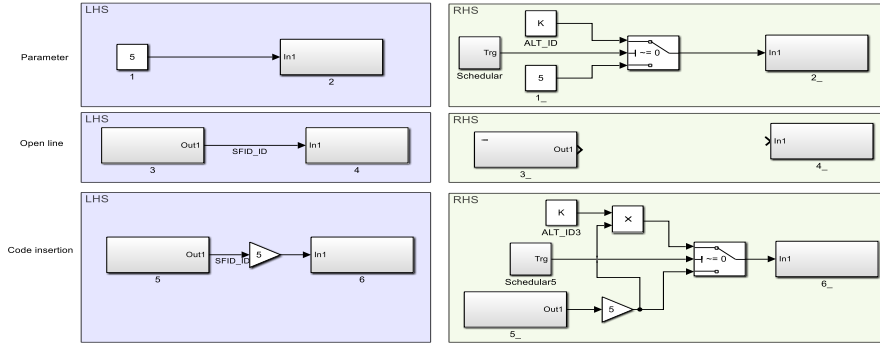 LHS
Parameter
5
1
In1
2
RHS
K
ALT_ID
Trg
Schedular
5
1_
~= 0
In1
2_
LHS
Open line
Out1
3
SFID_ID
In1
4
RHS
Out1
3_
In1
4_
LHS
Code insertion
Out1
5
SFID_ID
5
In1
6
RHS
K
ALT_ID3
×
Trg
Schedular5
~= 0
In1
6_
Out1
5_
5